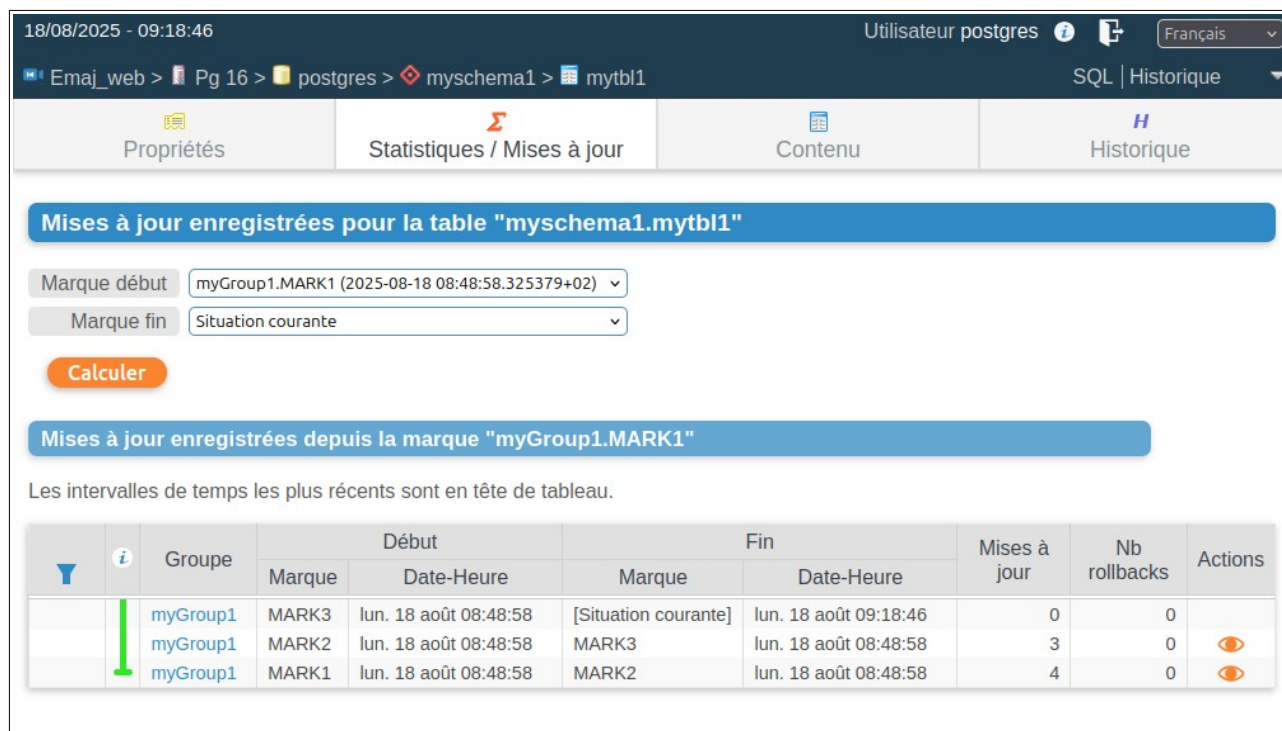 18/08/2025 - 09:18:46 Utilisateur postgres i Français
Emaj_web > Pg 16 > postgres > myschema1 > mytbl1 SQL | Historique
Propriétés Σ Statistiques / Mises à jour Contenu H Historique
Mises à jour enregistrées pour la table "myschema1.mytbl1"
Marque début myGroup1.MARK1 (2025-08-18 08:48:58.325379+02)
Marque fin Situation courante
Calculer
Mises à jour enregistrées depuis la marque "myGroup1.MARK1"
Les intervalles de temps les plus récents sont en tête de tableau.
i Groupe Début Fin Mises à jour Nb rollbacks Actions
Marque Date-Heure Marque Date-Heure
myGroup1 MARK3 lun. 18 août 08:48:58 [Situation courante] lun. 18 août 09:18:46 0 0
myGroup1 MARK2 lun. 18 août 08:48:58 MARK3 lun. 18 août 08:48:58 3 0
myGroup1 MARK1 lun. 18 août 08:48:58 MARK2 lun. 18 août 08:48:58 4 0